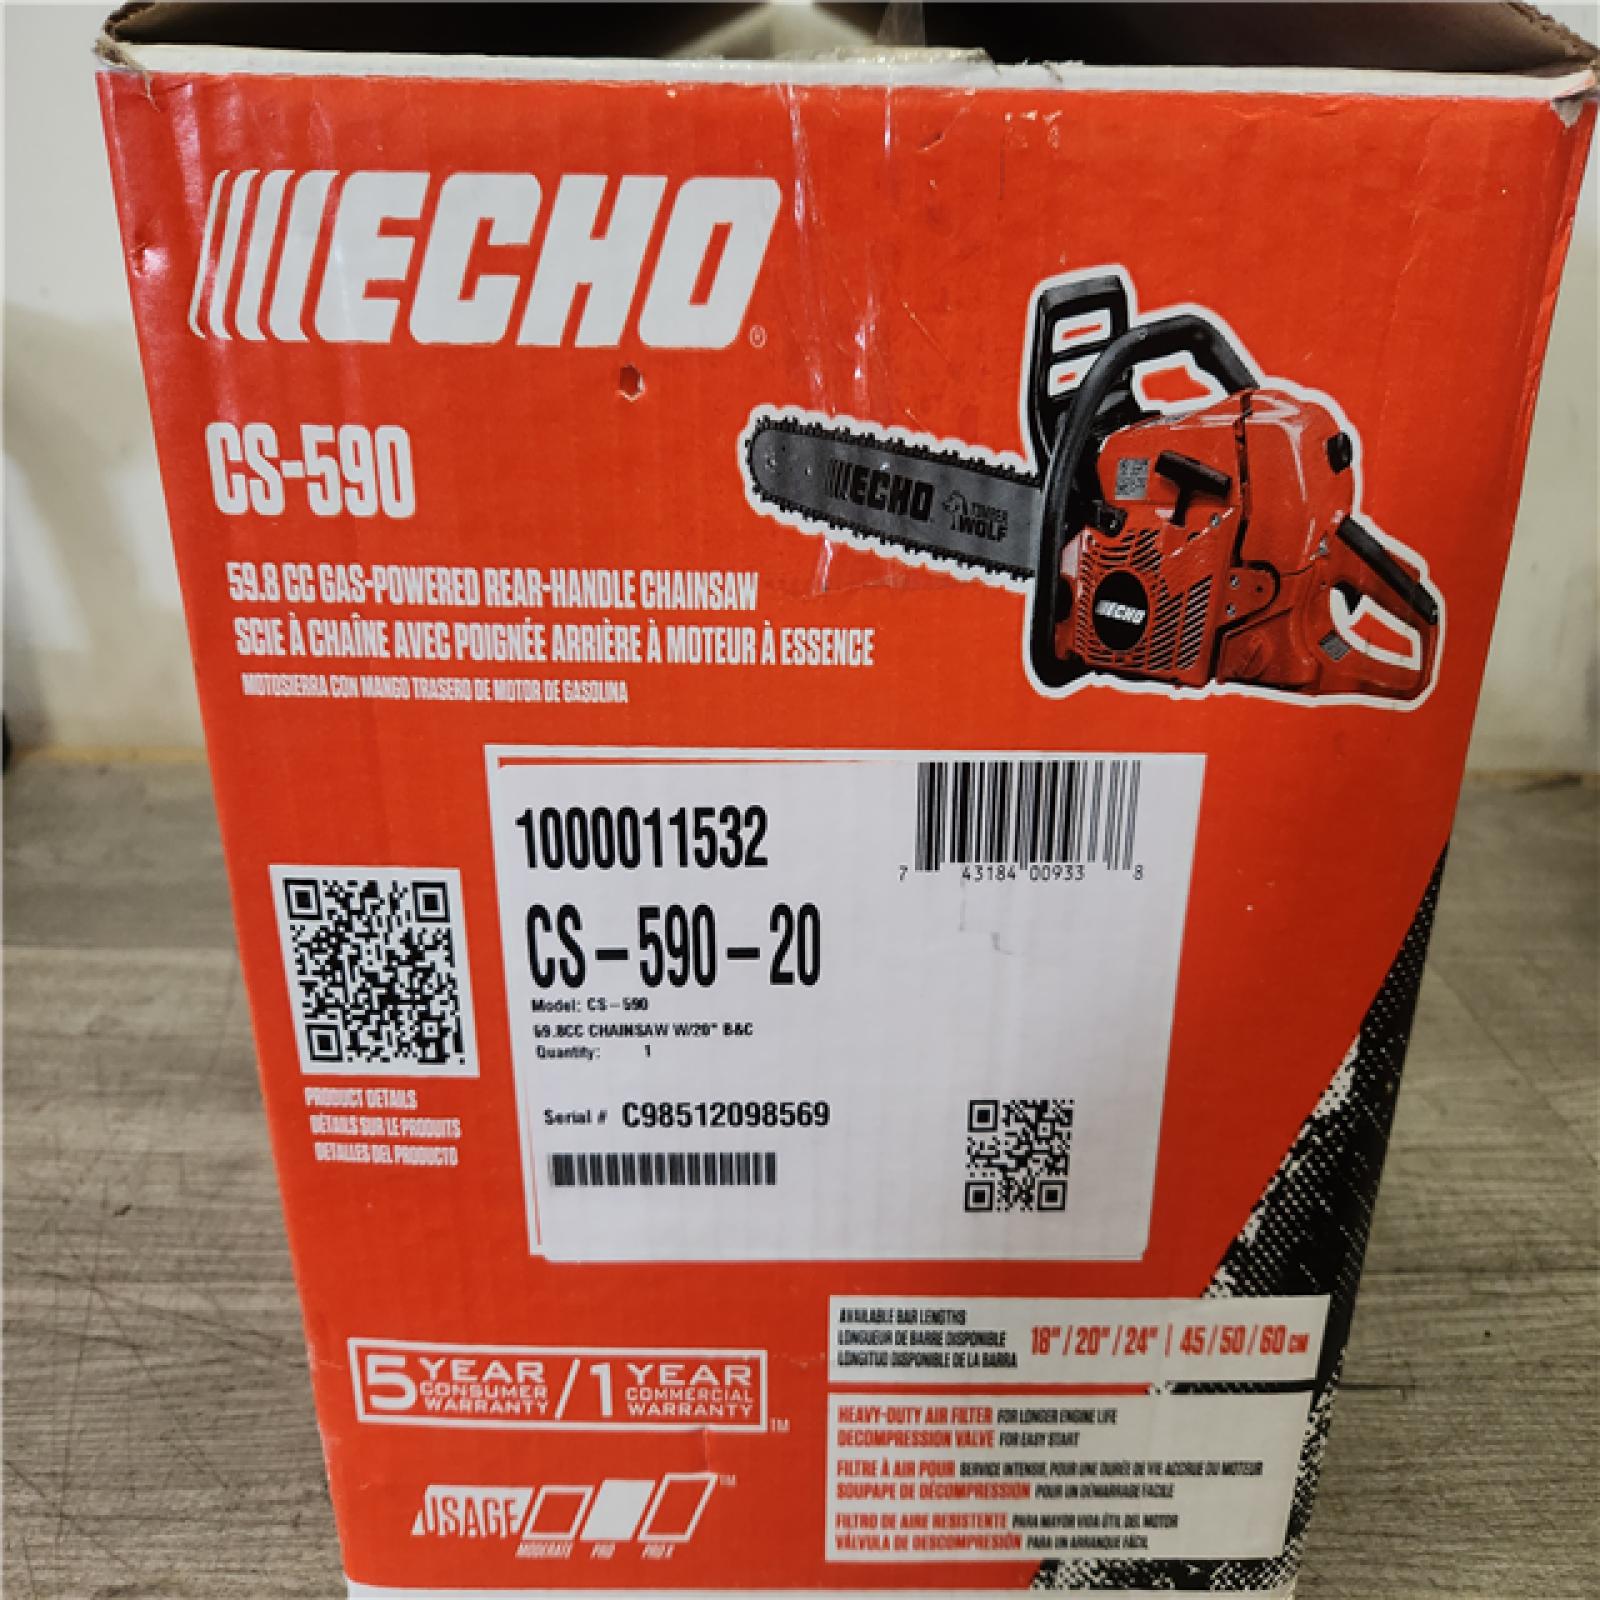 ECHO®
CS-590
59.8 CC GAS-POWERED REAR-HANDLE CHAINSAW
SCIE À CHAÎNE AVEC POIGNÉE ARRIÈRE À MOTEUR À ESSENCE
MOTOSIERRA CON MANGO TRASERO DE MOTOR DE GASOLINA
ECHO TIMBER
WOLF
ECHO
1000011532
7 43184 00933 8
CS-590-20
Model: CS-590
59.8CC CHAINSAW W/20" B&C
Quantity: 1
Serial # C98512098569
PRODUCT DETAILS
DÉTAILS SUR LE PRODUITS
DETALLES DEL PRODUCTO
5 YEAR CONSUMER WARRANTY / 1 YEAR COMMERCIAL WARRANTY ™
USAGE ™
MODERATE PRO PRO X
AVAILABLE BAR LENGTHS
LONGUEUR DE BARRE DISPONIBLE
LONGITUD DISPONIBLE DE LA BARRA
18" / 20" / 24" | 45 / 50 / 60 CM
HEAVY-DUTY AIR FILTER FOR LONGER ENGINE LIFE
DECOMPRESSION VALVE FOR EASY START
FILTRE À AIR POUR SERVICE INTENSIF, POUR UNE DURÉE DE VIE ACCRUE DU MOTEUR
SOUPAPE DE DÉCOMPRESSION POUR UN DÉMARRAGE FACILE
FILTRO DE AIRE RESISTENTE PARA MAYOR VIDA ÚTIL DEL MOTOR
VÁLVULA DE DESCOMPRESIÓN PARA UN ARRANQUE FÁCIL